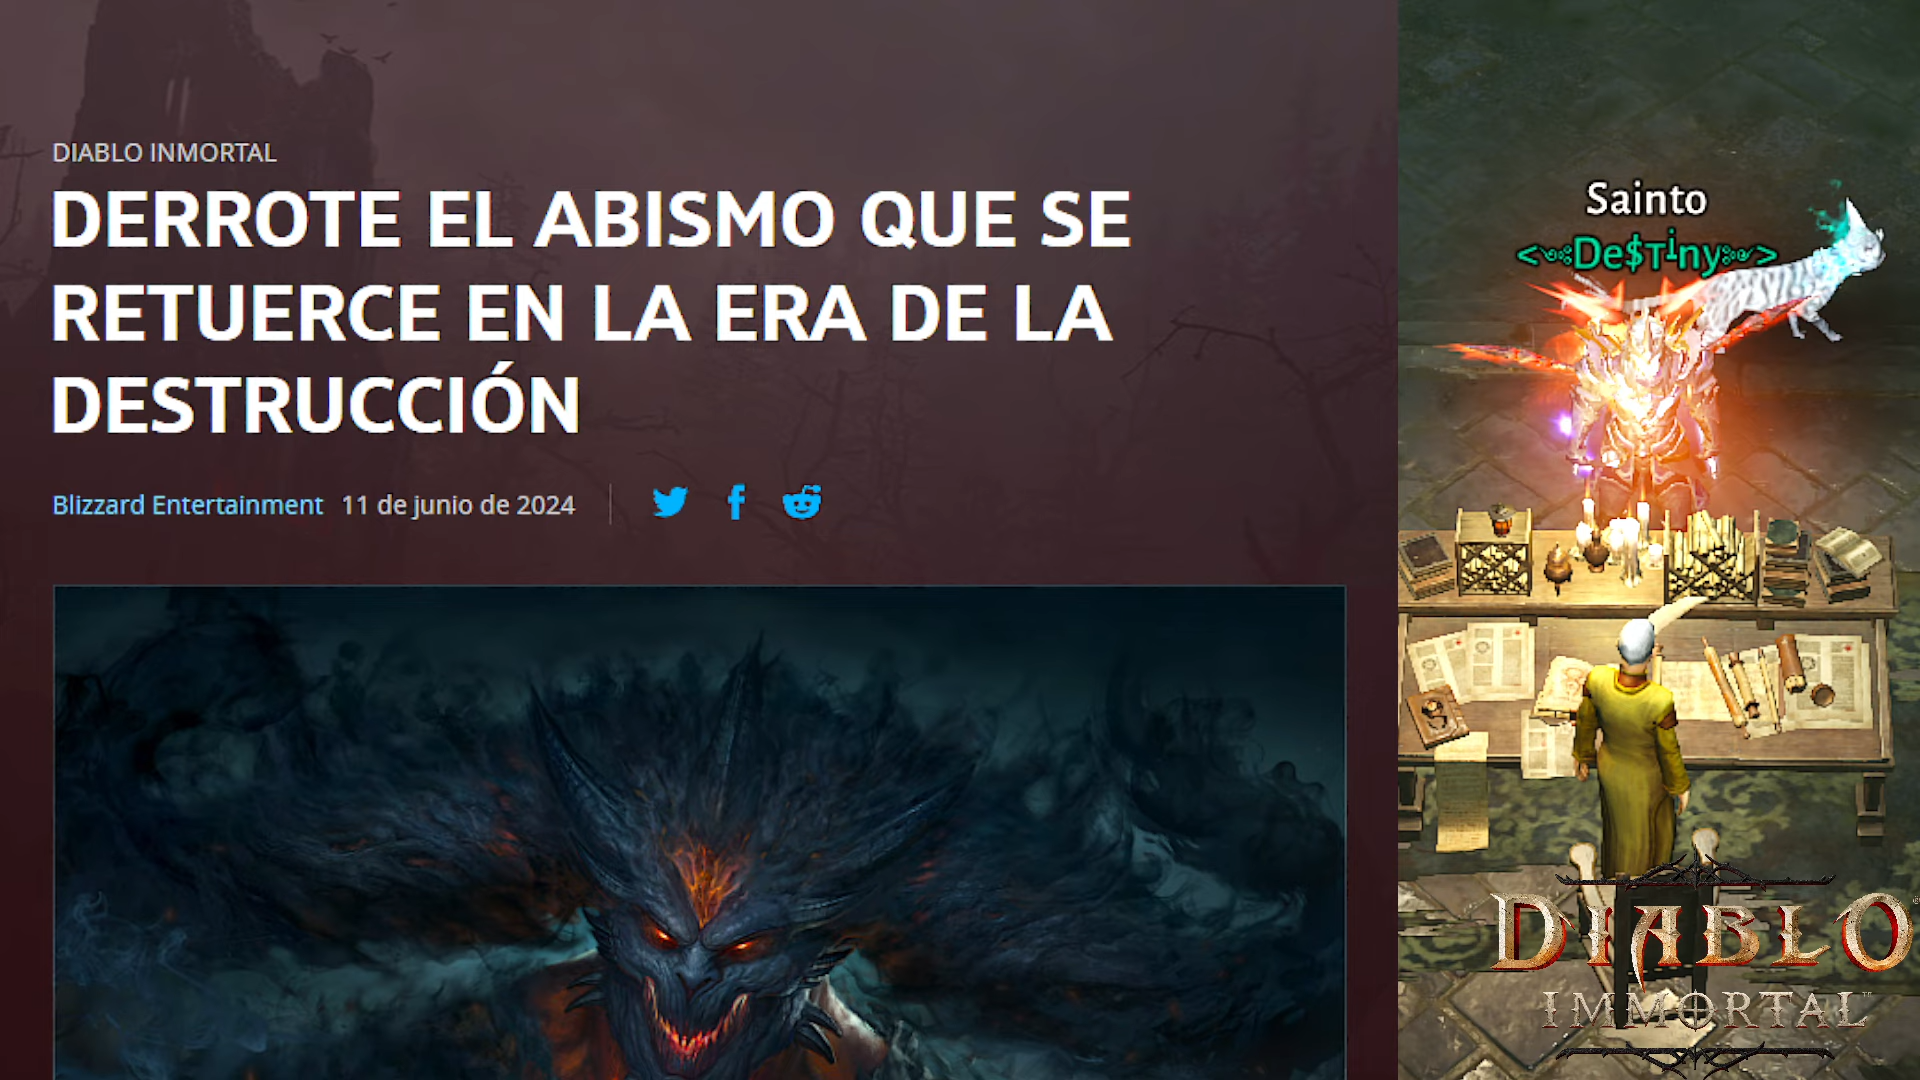 DIABLO INMORTAL
DERROTE EL ABISMO QUE SE
RETUERCE EN LA ERA DE LA
DESTRUCCIÓN
Blizzard Entertainment 11 de junio de 2024
Sainto
<༺De$TinyঔৣDIABLO
IMMORTAL